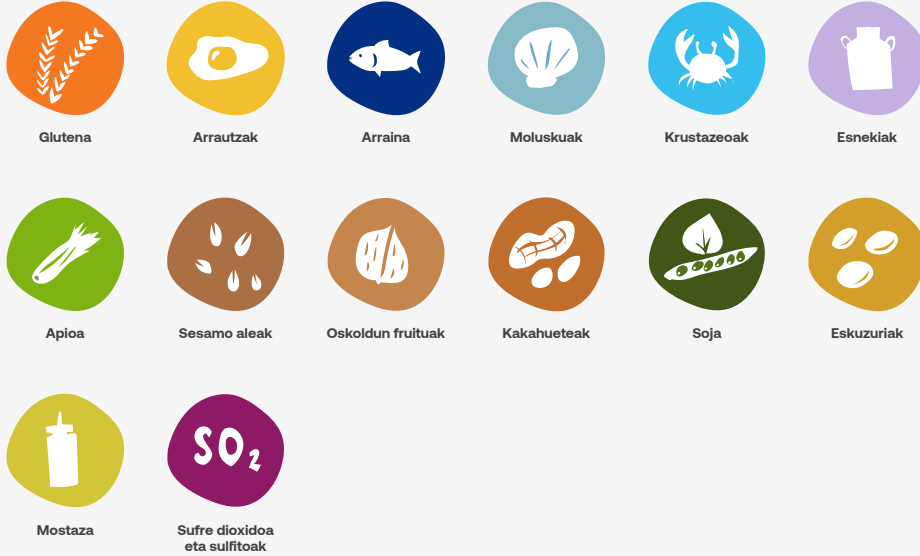 Glutena
Arrautzak
Arraina
Moluskuak
Krustazeoak
Esnekiak
Apioa
Sesamo aleak
Oskoldun fruituak
Kakahueteak
Soja
Eskuzuriak
SO2
Mostaza
Sufre dioxidoa
eta sulfitoak